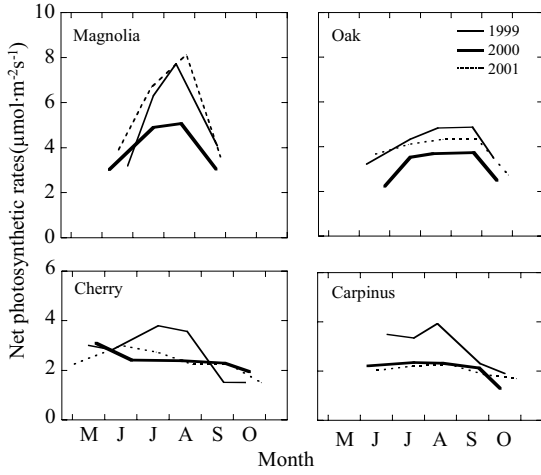 10
8
6
4
2
0
Magnolia
Oak
1999
2000
2001
Net photosynthetic rates(μmol·m⁻²s⁻¹)
6
4
2
0
Cherry
Carpinus
M J J A S O
M J J A S O
Month